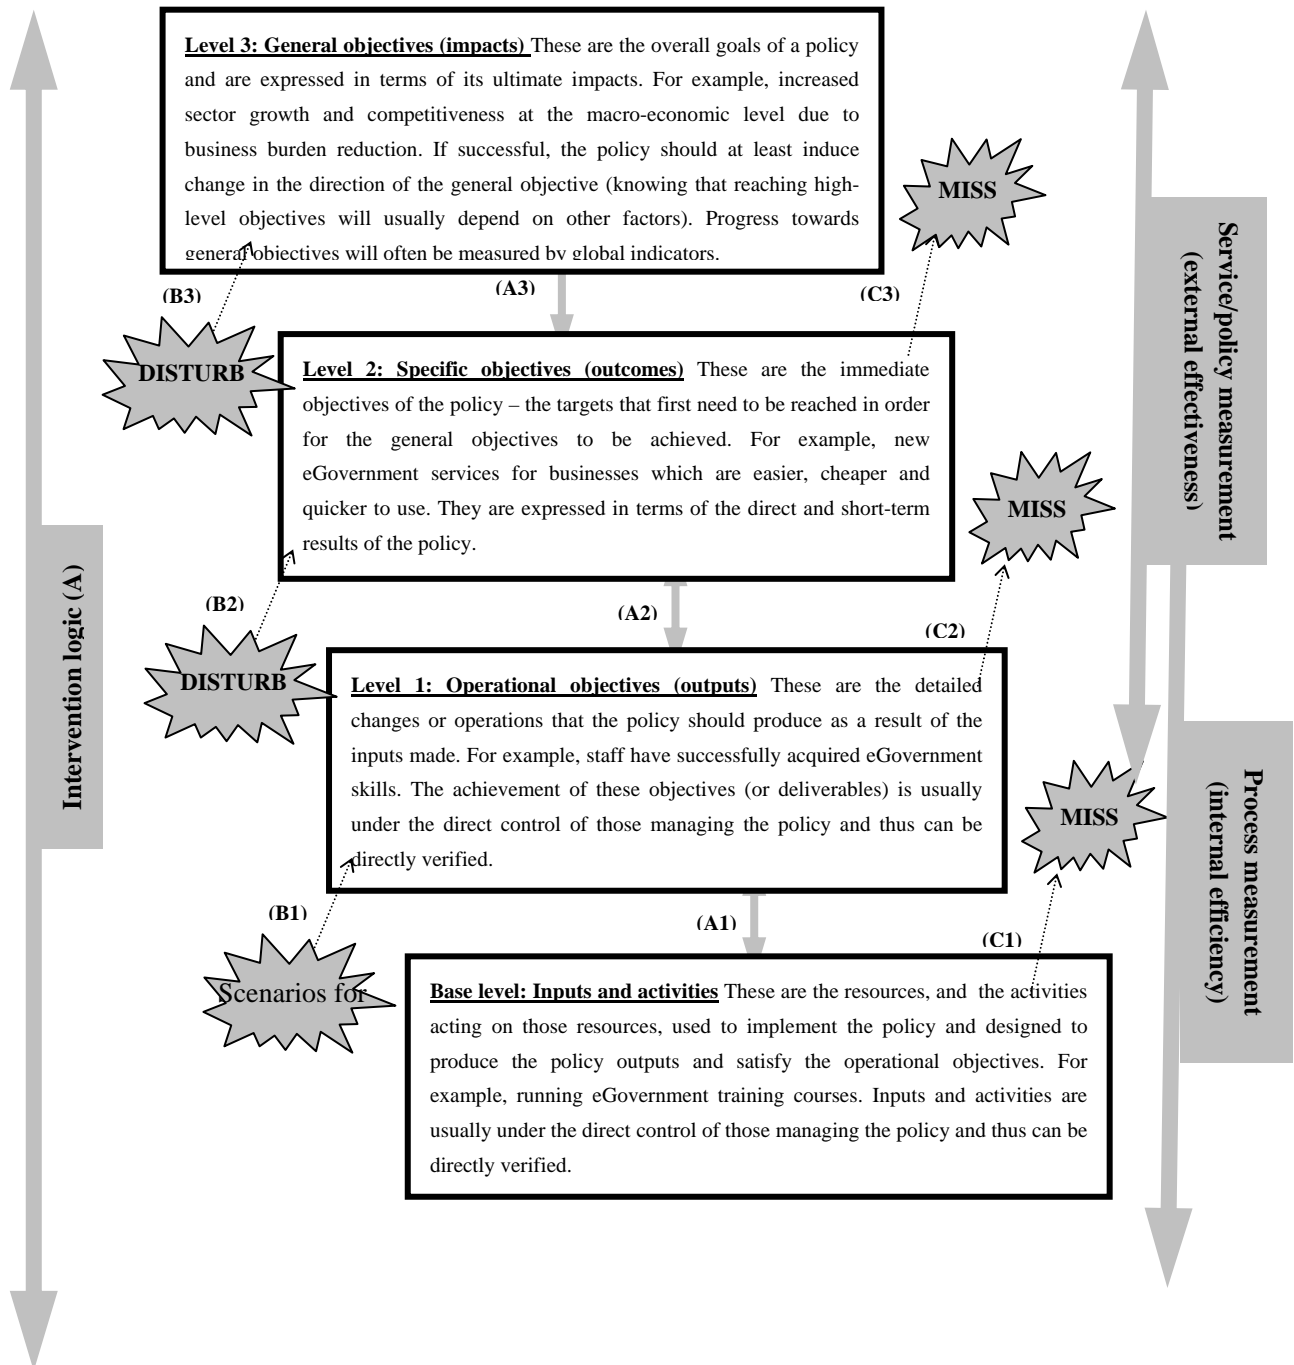 Level 3: General objectives (impacts) These are the overall goals of a policy
and are expressed in terms of its ultimate impacts. For example, increased
sector growth and competitiveness at the macro-economic level due to
business burden reduction. If successful, the policy should at least induce
change in the direction of the general objective (knowing that reaching high-
level objectives will usually depend on other factors). Progress towards
general objectives will often be measured by global indicators.
MISS
(B3)
(A3)
(C3)
DISTURB
Level 2: Specific objectives (outcomes) These are the immediate
objectives of the policy – the targets that first need to be reached in order
for the general objectives to be achieved. For example, new
eGovernment services for businesses which are easier, cheaper and
quicker to use. They are expressed in terms of the direct and short-term
results of the policy.
MISS
(B2)
(A2)
(C2)
DISTURB
Level 1: Operational objectives (outputs) These are the detailed
changes or operations that the policy should produce as a result of the
inputs made. For example, staff have successfully acquired eGovernment
skills. The achievement of these objectives (or deliverables) is usually
under the direct control of those managing the policy and thus can be
directly verified.
MISS
(B1)
(A1)
(C1)
Scenarios for
Base level: Inputs and activities These are the resources, and the activities
acting on those resources, used to implement the policy and designed to
produce the policy outputs and satisfy the operational objectives. For
example, running eGovernment training courses. Inputs and activities are
usually under the direct control of those managing the policy and thus can be
directly verified.
Intervention logic (A)
Service/policy measurement
(external effectiveness)
Process measurement
(internal efficiency)